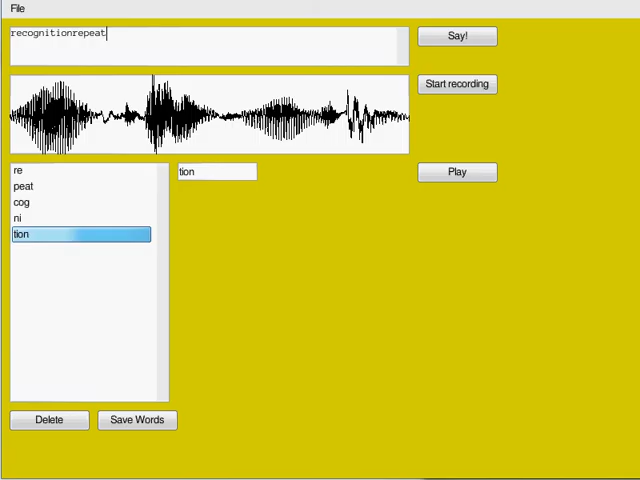 File
recognitionrepeat
Say!
Start recording
re
tion
Play
peat
cog
ni
tion
Delete
Save Words